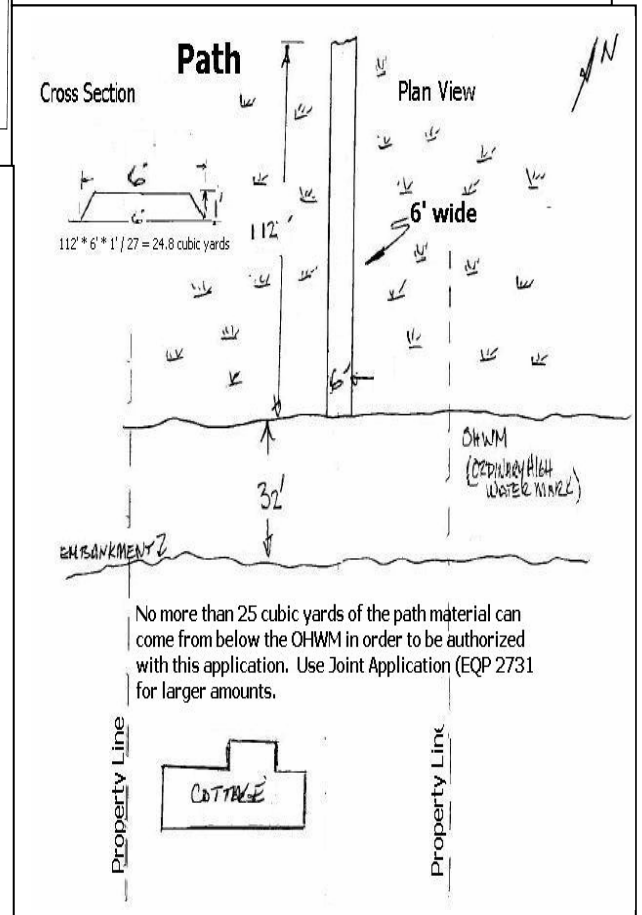 Path
N
Cross Section
Plan View
6'
1'
6'
112' * 6' * 1' / 27 = 24.8 cubic yards
112'
6' wide
6'
OHWM
(ORDINARY HIGH
WATER MARK)
32'
EMBANKMENT
No more than 25 cubic yards of the path material can
come from below the OHWM in order to be authorized
with this application. Use Joint Application (EQP 2731
for larger amounts.
Property Line
COTTAGE
Property Line